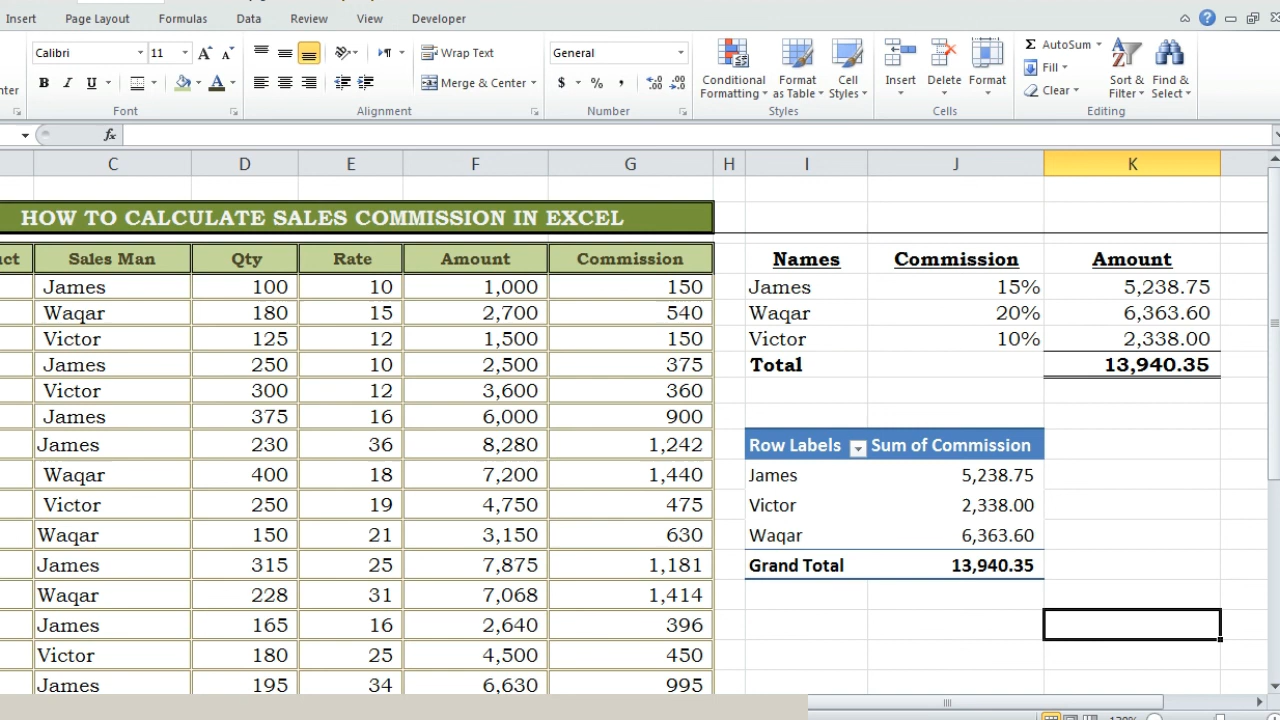 Insert Page Layout Formulas Data Review View Developer
Calibri 11 Wrap Text General Conditional Formatting Format as Table Cell Styles Insert Delete Format AutoSum Fill Clear Sort & Filter Find & Select
B I U Merge & Center $ % ,
Font Alignment Number Styles Cells Editing
fx
C D E F G H I J K
HOW TO CALCULATE SALES COMMISSION IN EXCEL
Sales Man Qty Rate Amount Commission Names Commission Amount
James 100 10 1,000 150 James 15% 5,238.75
Waqar 180 15 2,700 540 Waqar 20% 6,363.60
Victor 125 12 1,500 150 Victor 10% 2,338.00
James 250 10 2,500 375 Total 13,940.35
Victor 300 12 3,600 360
James 375 16 6,000 900
James 230 36 8,280 1,242 Row Labels Sum of Commission
Waqar 400 18 7,200 1,440 James 5,238.75
Victor 250 19 4,750 475 Victor 2,338.00
Waqar 150 21 3,150 630 Waqar 6,363.60
James 315 25 7,875 1,181 Grand Total 13,940.35
Waqar 228 31 7,068 1,414
James 165 16 2,640 396
Victor 180 25 4,500 450
James 195 34 6,630 995